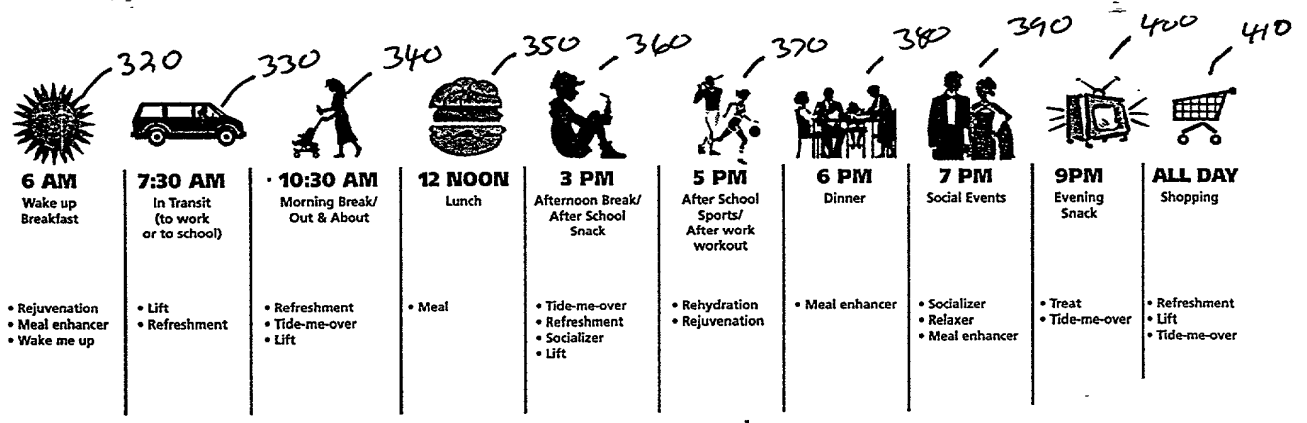 320
330
340
350
360
370
380
390
400
410
6 AM
Wake up
Breakfast
• Rejuvenation
• Meal enhancer
• Wake me up
7:30 AM
In Transit
(to work
or to school)
• Lift
• Refreshment
10:30 AM
Morning Break/
Out & About
• Refreshment
• Tide-me-over
• Lift
12 NOON
Lunch
• Meal
3 PM
Afternoon Break/
After School
Snack
• Tide-me-over
• Refreshment
• Socializer
• Lift
5 PM
After School
Sports/
After work
workout
• Rehydration
• Rejuvenation
6 PM
Dinner
• Meal enhancer
7 PM
Social Events
• Socializer
• Relaxer
• Meal enhancer
9PM
Evening
Snack
• Treat
• Tide-me-over
ALL DAY
Shopping
• Refreshment
• Lift
• Tide-me-over